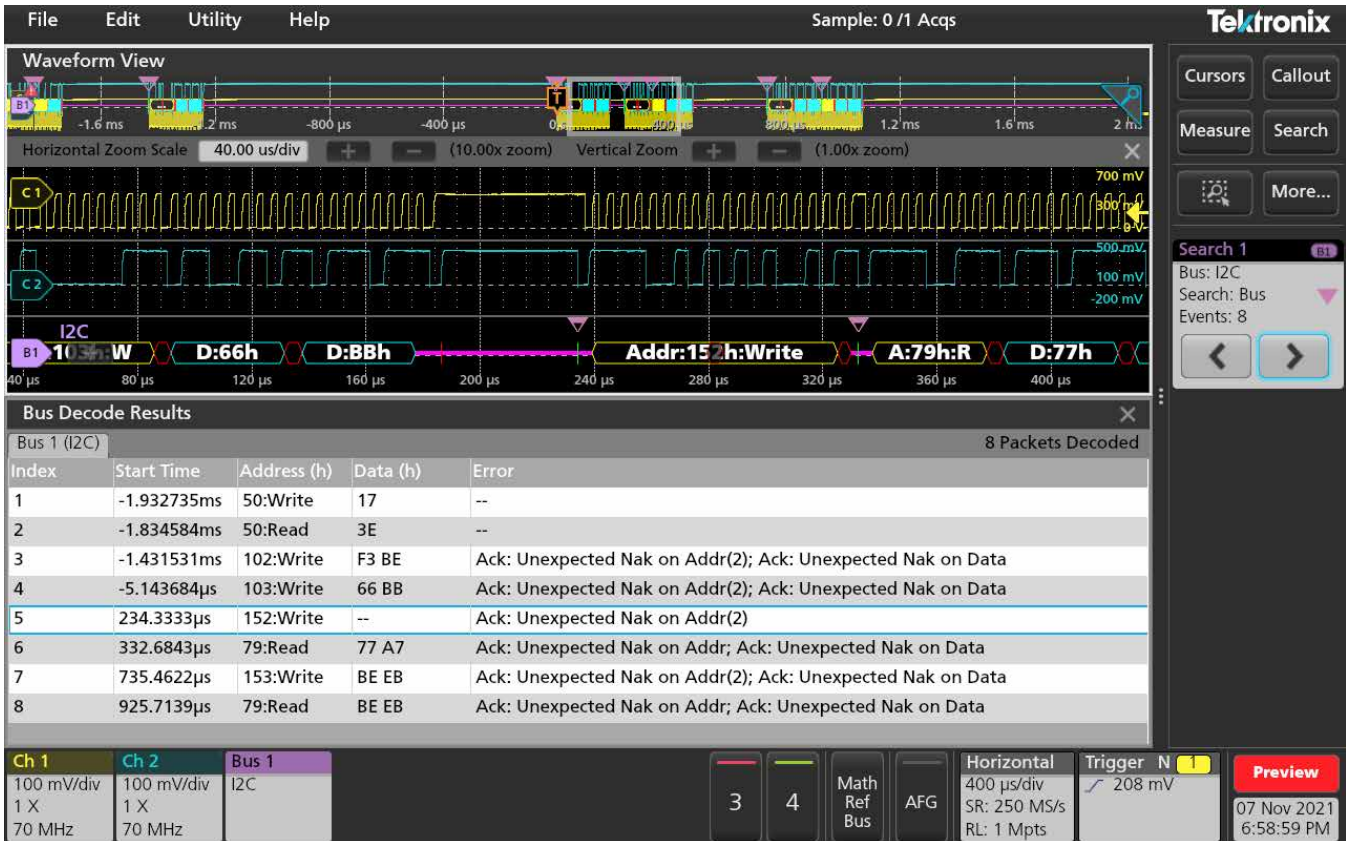 File Edit Utility Help Sample: 0 /1 Acqs Tektronix
Waveform View
B1
T
-1.6 ms -800 µs -400 µs 1.2 ms 1.6 ms
Horizontal Zoom Scale 40.00 us/div + − (10.00x zoom) Vertical Zoom + − (1.00x zoom) ×
C 1 700 mV
300 mV
0 V
C 2 500 mV
100 mV
-200 mV
I2C
B1 :103h:W D:66h D:BBh Addr:152h:Write A:79h:R D:77h
40 µs 80 µs 120 µs 160 µs 200 µs 240 µs 280 µs 320 µs 360 µs 400 µs
Bus Decode Results ×
Bus 1 (I2C) 8 Packets Decoded
Index Start Time Address (h) Data (h) Error
1 -1.932735ms 50:Write 17 --
2 -1.834584ms 50:Read 3E --
3 -1.431531ms 102:Write F3 BE Ack: Unexpected Nak on Addr(2); Ack: Unexpected Nak on Data
4 -5.143684µs 103:Write 66 BB Ack: Unexpected Nak on Addr(2); Ack: Unexpected Nak on Data
5 234.3333µs 152:Write -- Ack: Unexpected Nak on Addr(2)
6 332.6843µs 79:Read 77 A7 Ack: Unexpected Nak on Addr; Ack: Unexpected Nak on Data
7 735.4622µs 153:Write BE EB Ack: Unexpected Nak on Addr(2); Ack: Unexpected Nak on Data
8 925.7139µs 79:Read BE EB Ack: Unexpected Nak on Addr; Ack: Unexpected Nak on Data
Cursors Callout
Measure Search
More...
Search 1 B1
Bus: I2C
Search: Bus
Events: 8
Ch 1
100 mV/div
1 X
70 MHz
Ch 2
100 mV/div
1 X
70 MHz
Bus 1
I2C
3
4
Math
Ref
Bus
AFG
Horizontal
400 µs/div
SR: 250 MS/s
RL: 1 Mpts
Trigger N 1
208 mV
Preview
07 Nov 2021
6:58:59 PM